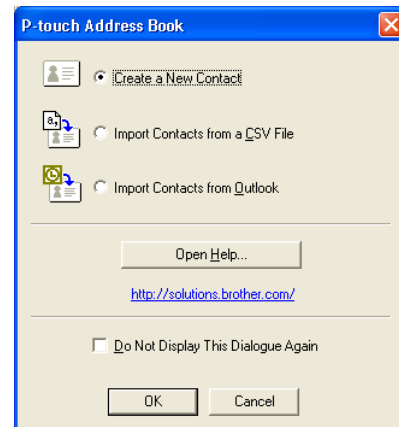 P-touch Address Book
Create a New Contact
a,
Import Contacts from a CSV File
Import Contacts from Outlook
Open Help...
http://solutions.brother.com/
Do Not Display This Dialogue Again
OK
Cancel